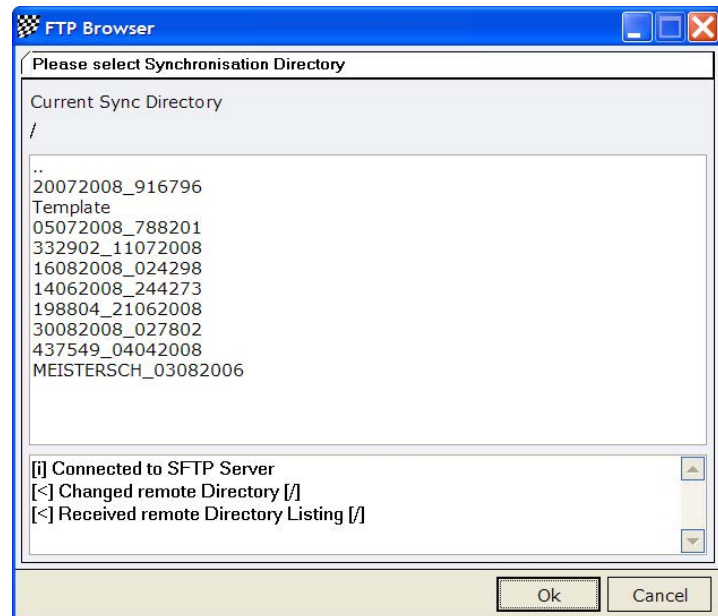 FTP Browser
Please select Synchronisation Directory
Current Sync Directory
/
..
20072008_916796
Template
05072008_788201
332902_11072008
16082008_024298
14062008_244273
198804_21062008
30082008_027802
437549_04042008
MEISTERSCH_03082006
[i] Connected to SFTP Server
[<] Changed remote Directory [/]
[<] Received remote Directory Listing [/]
Ok
Cancel